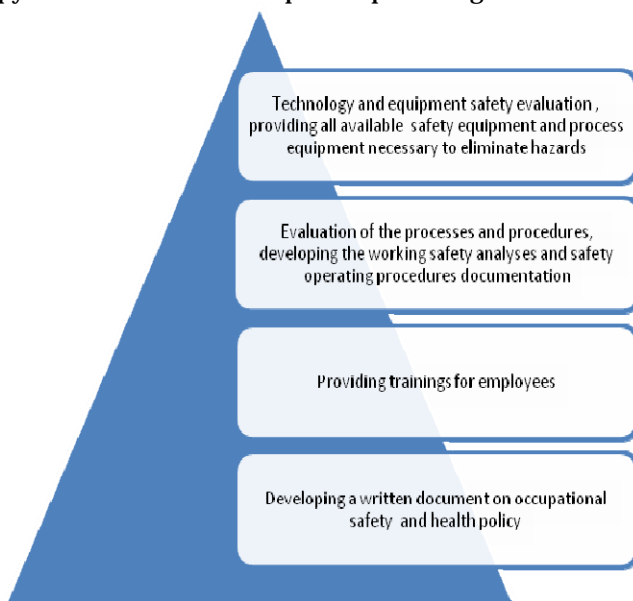 Technology and equipment safety evaluation ,
providing all available safety equipment and process
equipment necessary to eliminate hazards
Evaluation of the processes and procedures,
developing the working safety analyses and safety
operating procedures documentation
Providing trainings for employees
Developing a written document on occupational
safety and health policy